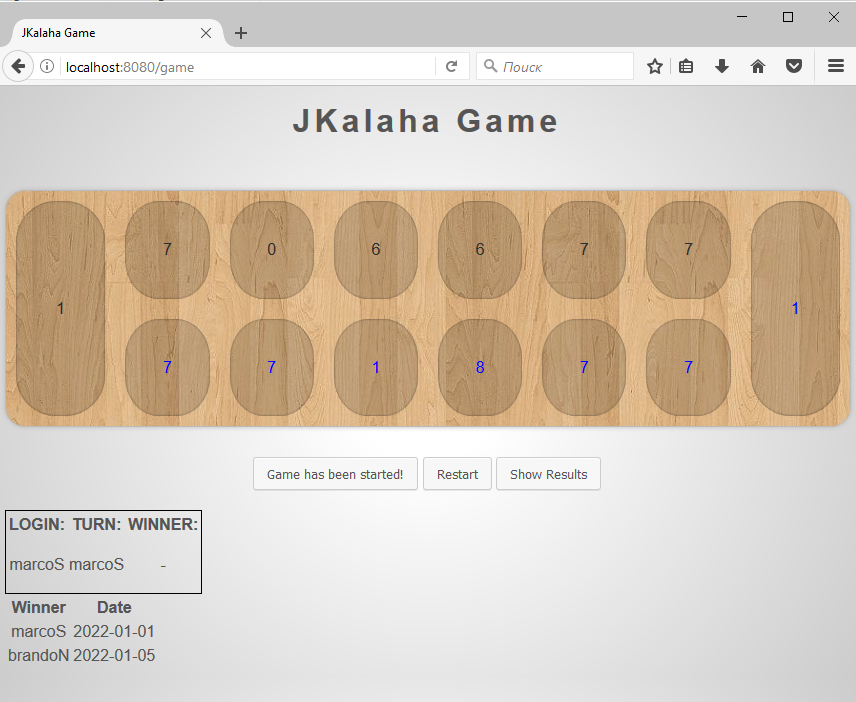 JKalaha Game
localhost:8080/game
Поиск
JKalaha Game
7 0 6 6 7 7
1 1
7 7 1 8 7 7
Game has been started! Restart Show Results
LOGIN: TURN: WINNER:
marcoS marcoS -
Winner Date
marcoS 2022-01-01
brandoN 2022-01-05